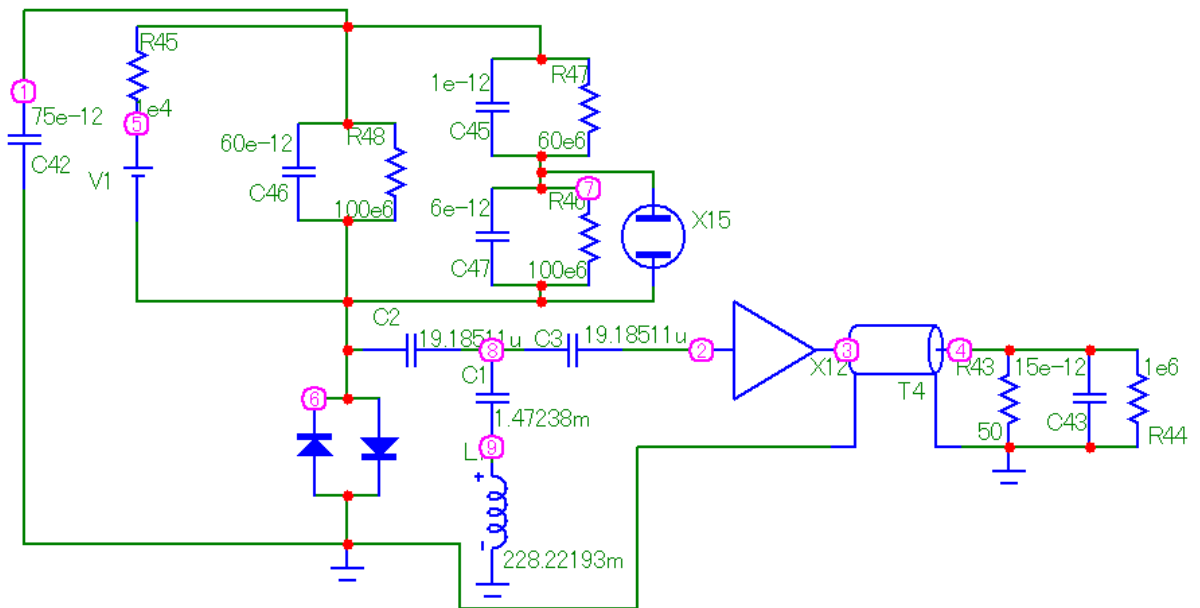 R45
R47
1e-12
1
75e-12
1e4
5
C45
60e-12
R48
60e6
C42
V1
C46
7
R46
6e-12
X15
100e6
C47
100e6
C2
19.18511u
C3
19.18511u
8
2
3
4
X12
R43
15e-12
1e6
C1
T4
6
1.47238m
50
C43
R44
9
+
-
228.22193m